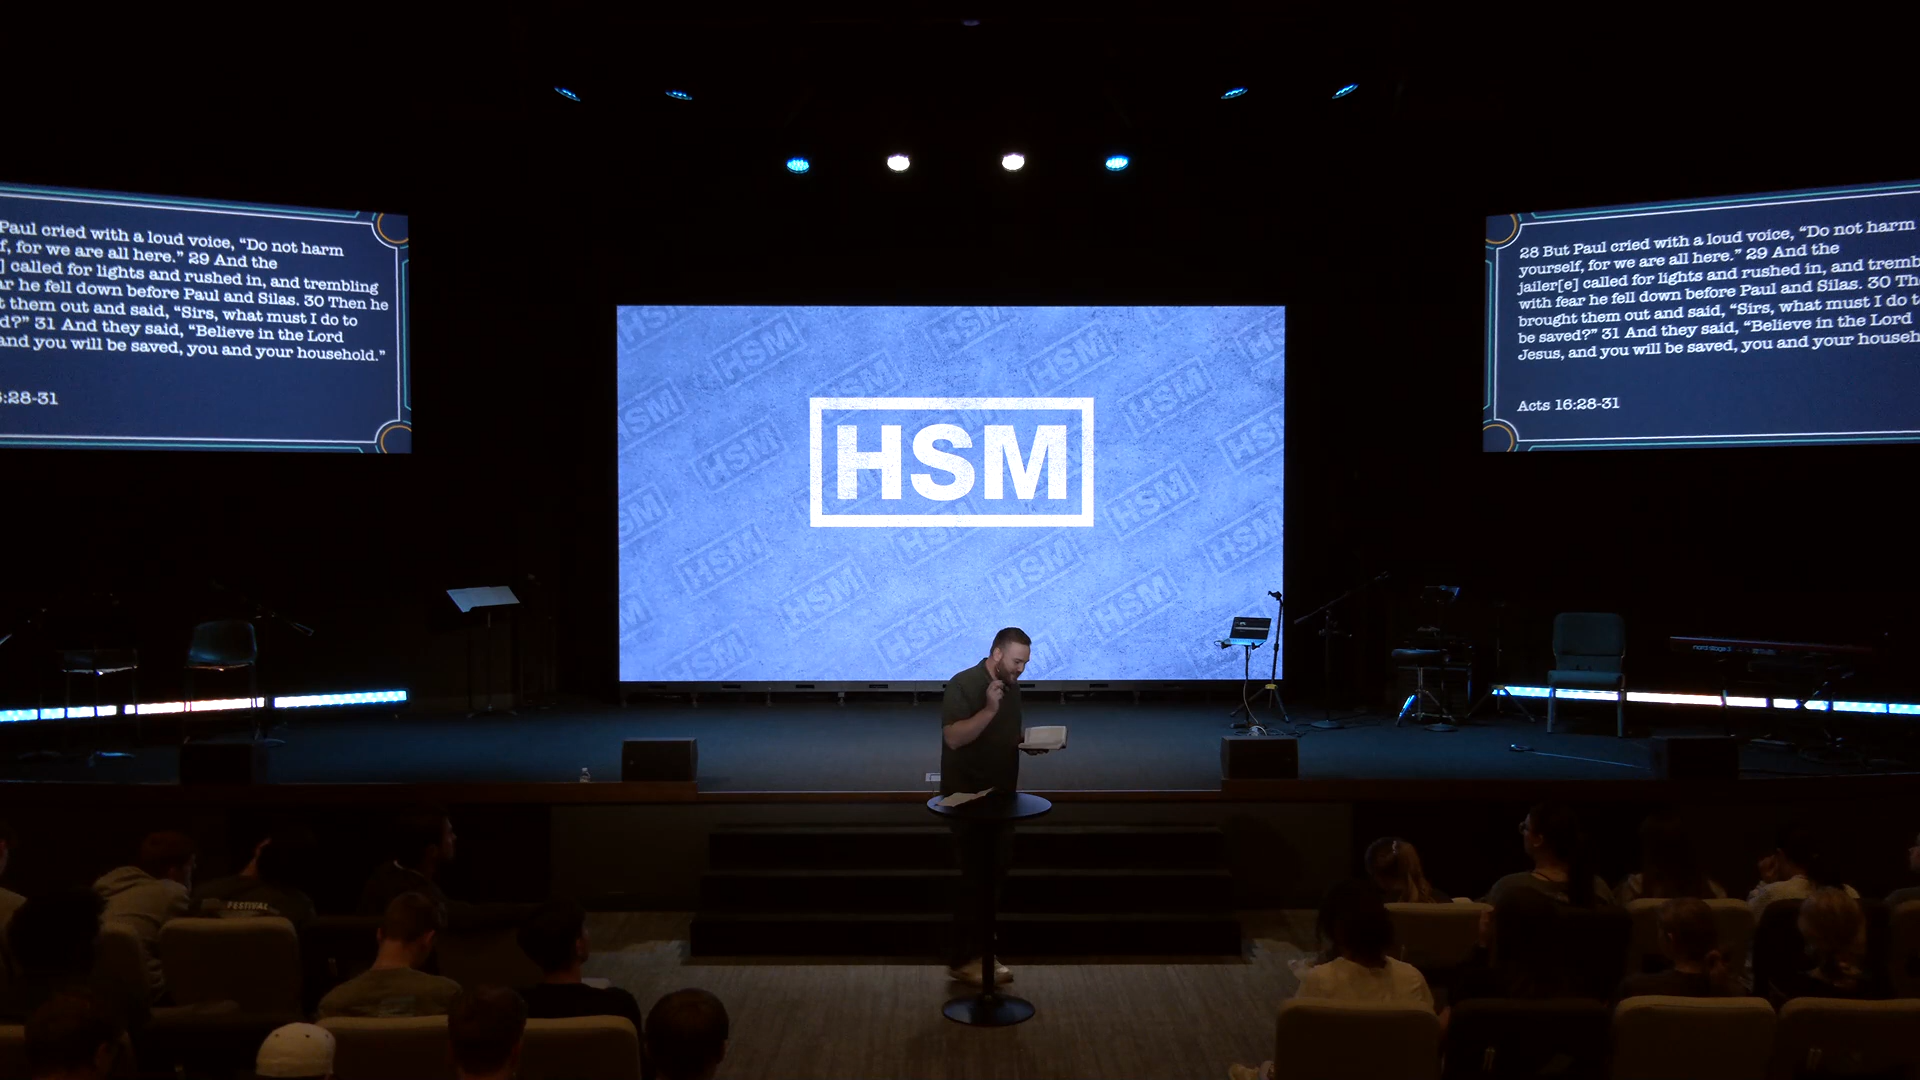 Paul cried with a loud voice, “Do not harm
f, for we are all here.” 29 And the
] called for lights and rushed in, and trembling
ar he fell down before Paul and Silas. 30 Then he
t them out and said, “Sirs, what must I do to
d?” 31 And they said, “Believe in the Lord
and you will be saved, you and your household.”
6:28-31
HSM
28 But Paul cried with a loud voice, “Do not harm
yourself, for we are all here.” 29 And the
jailer[e] called for lights and rushed in, and tremb
with fear he fell down before Paul and Silas. 30 Th
brought them out and said, “Sirs, what must I do t
be saved?” 31 And they said, “Believe in the Lord
Jesus, and you will be saved, you and your househ
Acts 16:28-31
nord stage 3
FESTIVAL